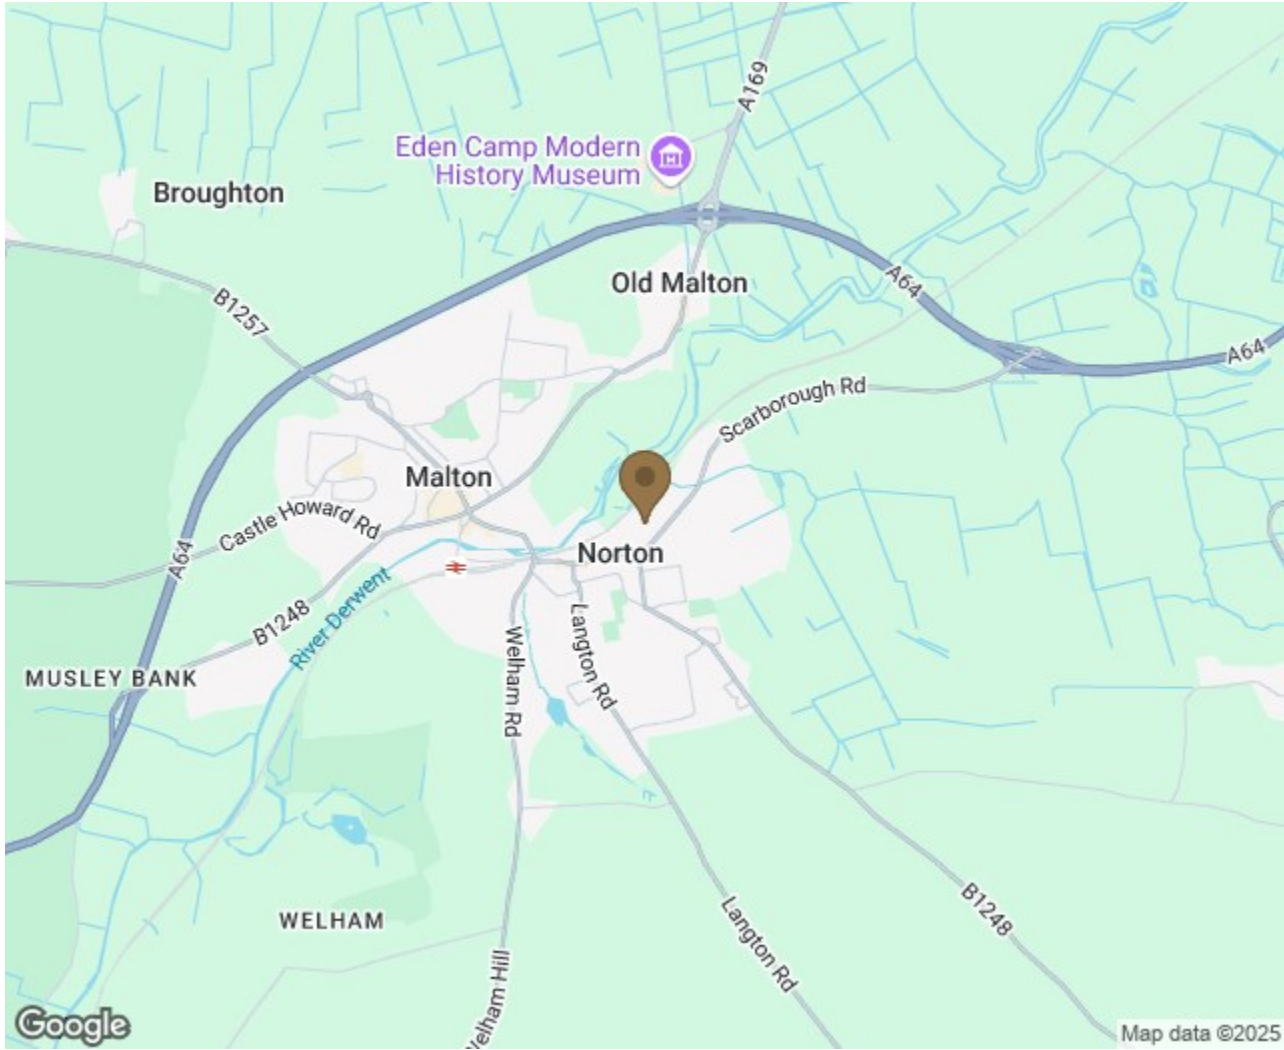 A169
Eden Camp Modern
History Museum
Broughton
Old Malton
A64
B1257
A64
Scarborough Rd
Malton
Castle Howard Rd
Norton
A64
River Derwent
B1248
Langton Rd
Welham Rd
MUSLEY BANK
WELHAM
B1248
Langton Rd
Welham Hill
Google
Map data ©2025